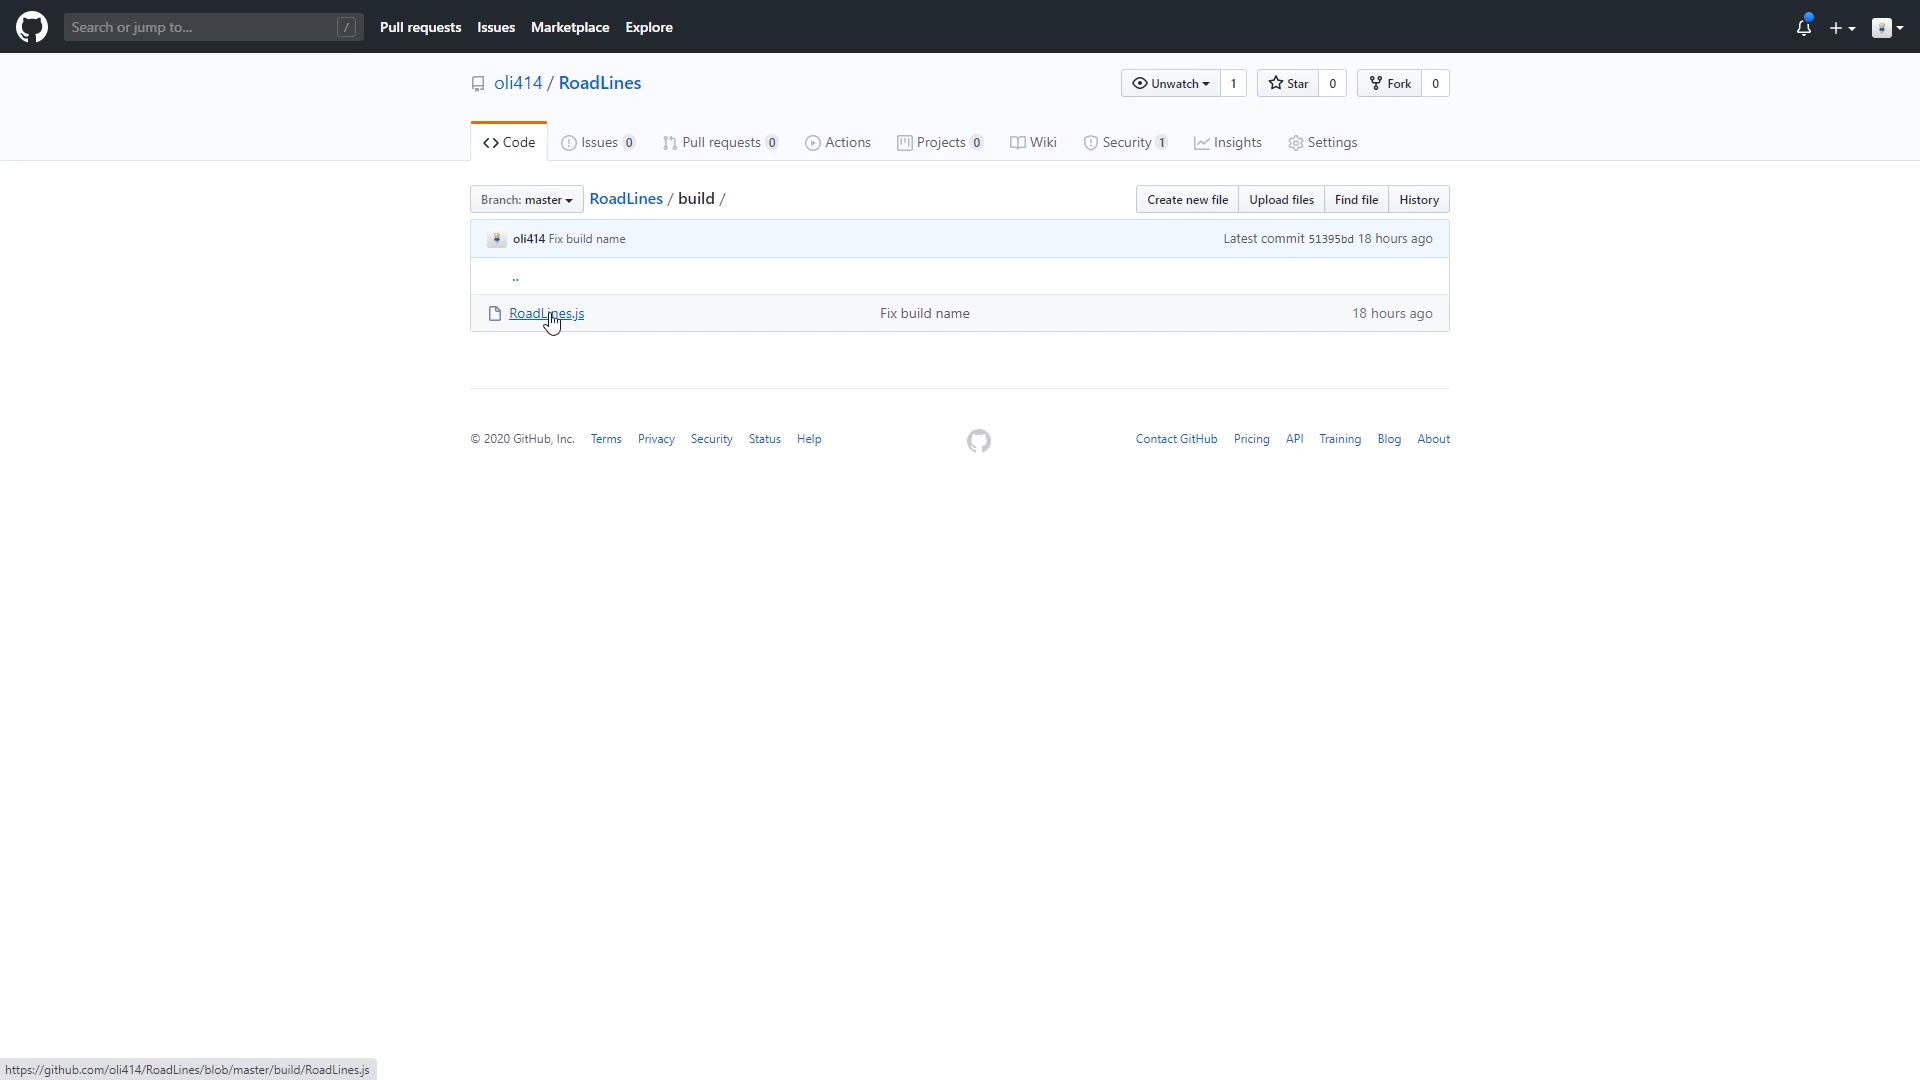 Search or jump to... / Pull requests Issues Marketplace Explore
oli414 / RoadLines Unwatch 1 Star 0 Fork 0
Code Issues 0 Pull requests 0 Actions Projects 0 Wiki Security 1 Insights Settings
Branch: master RoadLines / build / Create new file Upload files Find file History
oli414 Fix build name Latest commit 51395bd 18 hours ago
..
RoadLines.js Fix build name 18 hours ago
© 2020 GitHub, Inc. Terms Privacy Security Status Help Contact GitHub Pricing API Training Blog About
https://github.com/oli414/RoadLines/blob/master/build/RoadLines.js